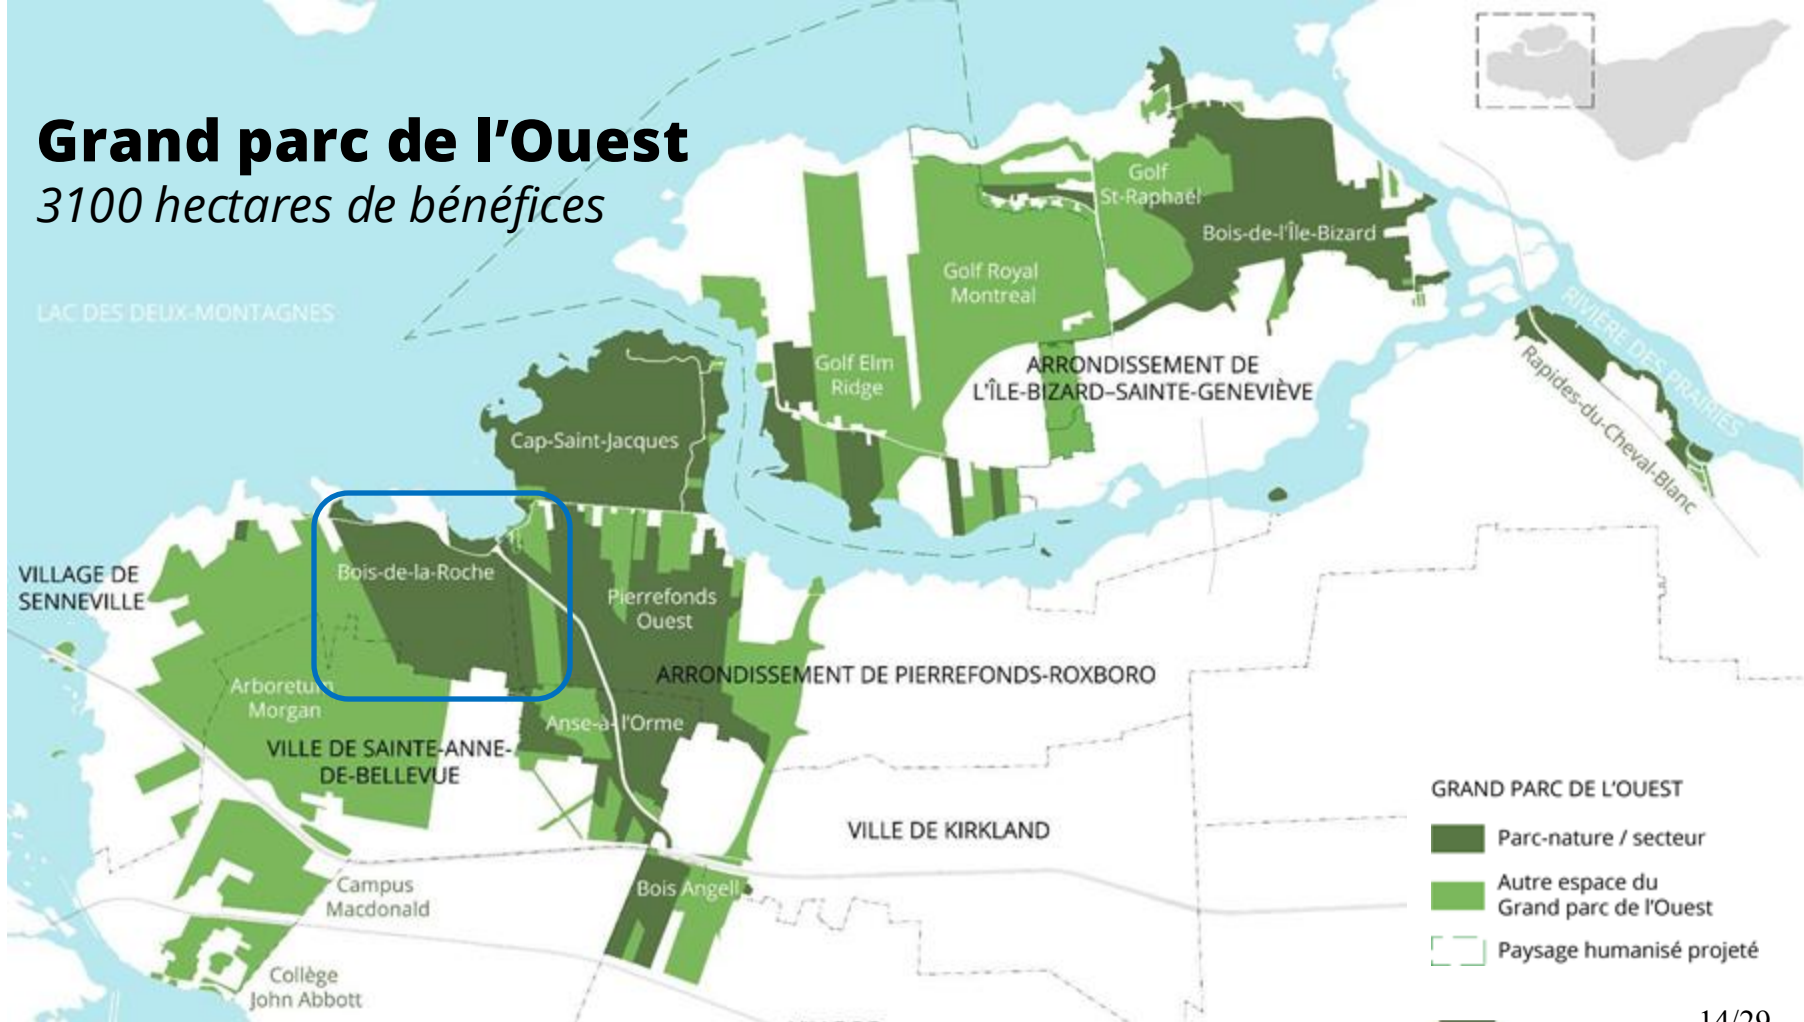 Grand parc de l’Ouest
3100 hectares de bénéfices
LAC DES DEUX-MONTAGNES
Golf
St-Raphaël
Bois-de-l'Île-Bizard
Golf Royal
Montreal
RIVIÈRE DES PRAIRIES
Golf Elm
Ridge
ARRONDISSEMENT DE
L'ÎLE-BIZARD–SAINTE-GENEVIÈVE
Rapides-du-Cheval-Blanc
Cap-Saint-Jacques
VILLAGE DE
SENNEVILLE
Bois-de-la-Roche
Pierrefonds
Ouest
ARRONDISSEMENT DE PIERREFONDS-ROXBORO
Arboretum
Morgan
Anse-à-l'Orme
VILLE DE SAINTE-ANNE-
DE-BELLEVUE
VILLE DE KIRKLAND
Campus
Macdonald
Bois Angell
Collège
John Abbott
GRAND PARC DE L'OUEST
Parc-nature / secteur
Autre espace du
Grand parc de l'Ouest
Paysage humanisé projeté
14/29